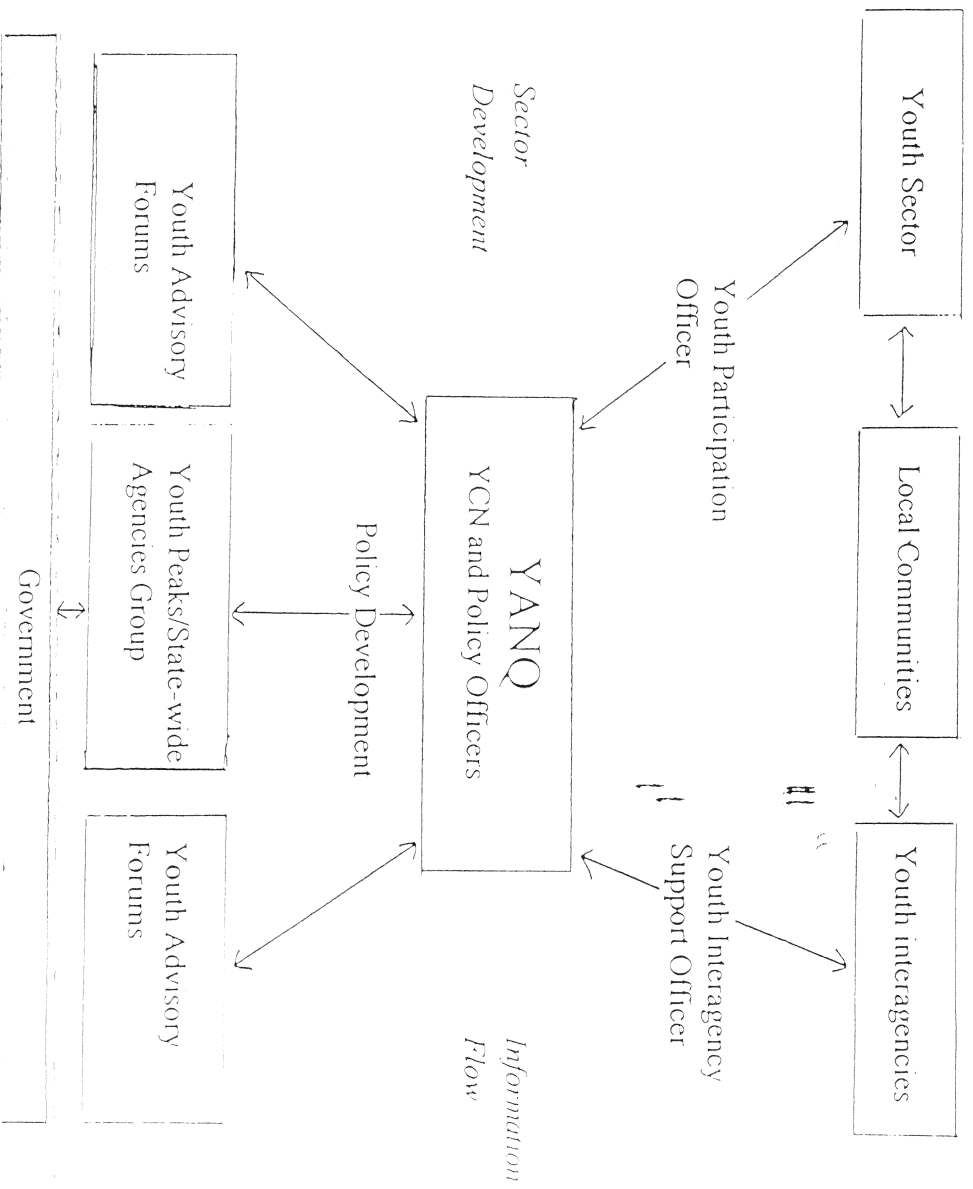 Youth Sector
Local Communities
Youth interagencies
Youth Participation
Officer
Youth Interagency
Support Officer
Sector
Development
YANQ
YCN and Policy Officers
Information
Flow
Policy Development
Youth Advisory
Forums
Youth Peaks/State-wide
Agencies Group
Youth Advisory
Forums
Government